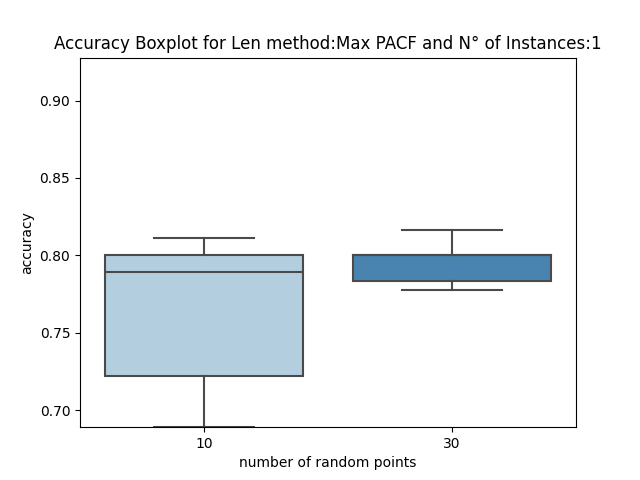 Accuracy Boxplot for Len method:Max PACF and N° of Instances:1
0.90
0.85
0.80
0.75
0.70
accuracy
10
30
number of random points